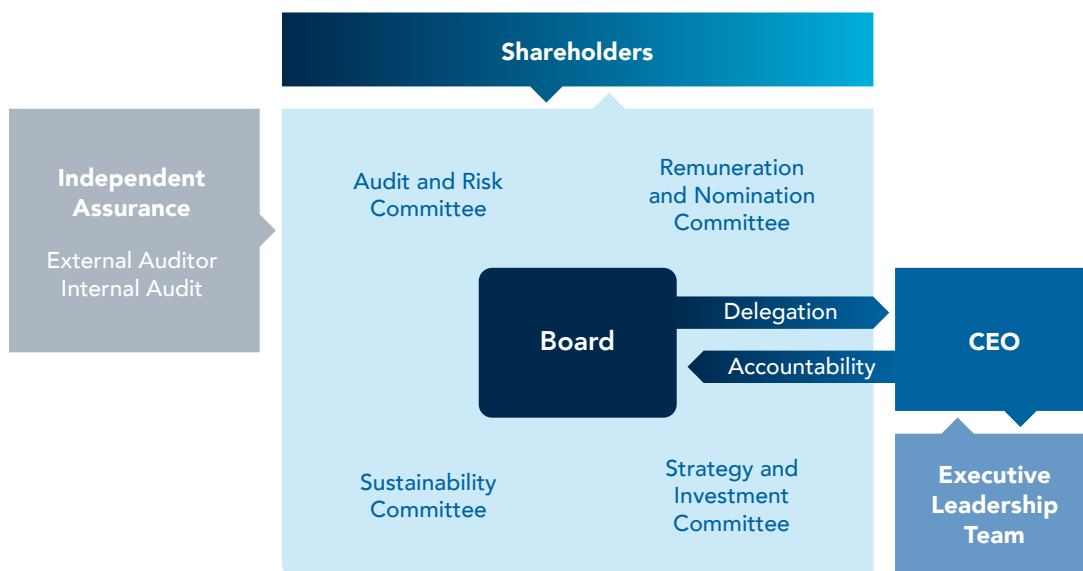 Shareholders
Independent
Assurance
External Auditor
Internal Audit
Audit and Risk
Committee
Remuneration
and Nomination
Committee
Board
Delegation
Accountability
CEO
Sustainability
Committee
Strategy and
Investment
Committee
Executive
Leadership
Team